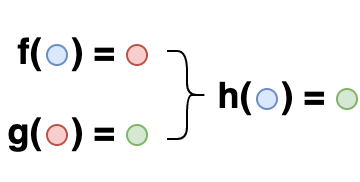 f( ) =
g( ) =
h( ) =